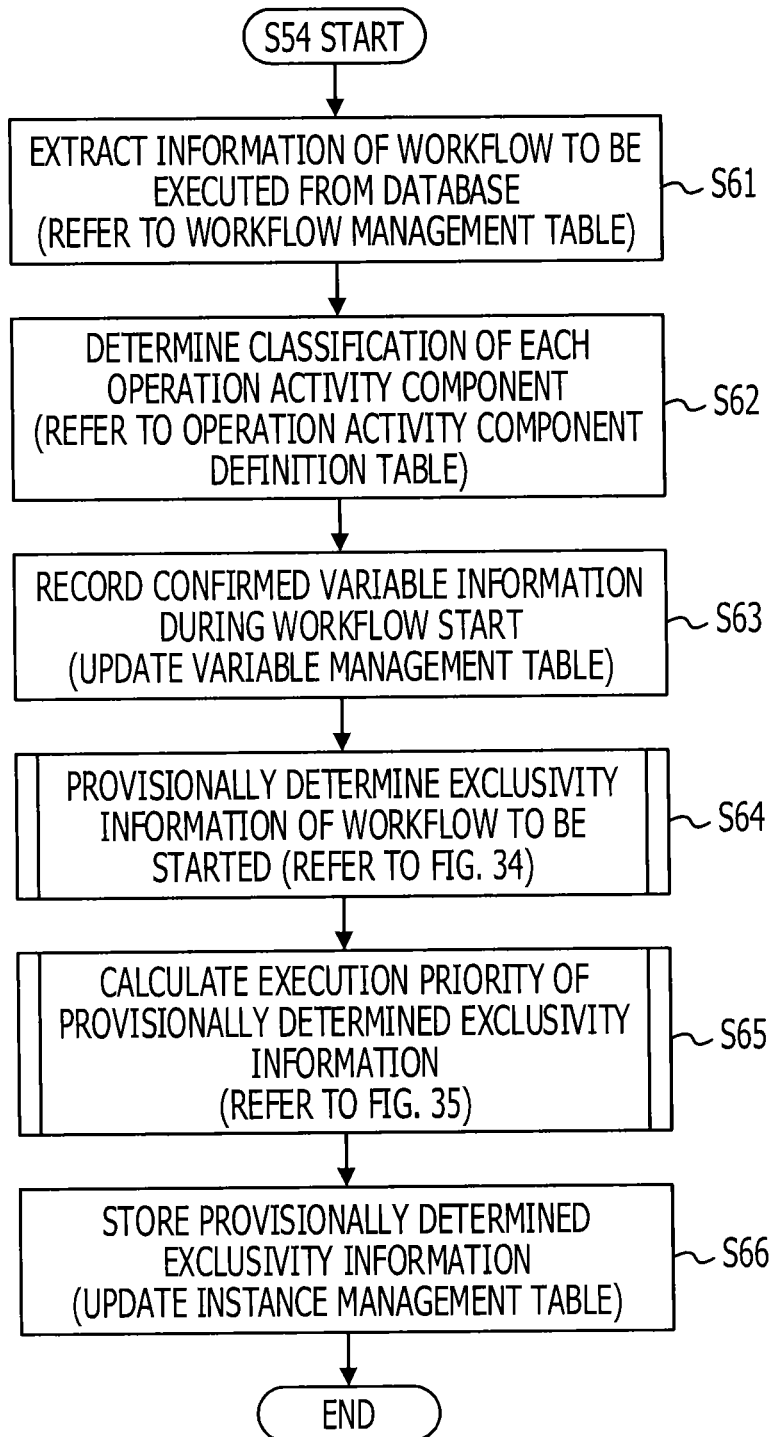 S54 START
EXTRACT INFORMATION OF WORKFLOW TO BE
EXECUTED FROM DATABASE
(REFER TO WORKFLOW MANAGEMENT TABLE)
S61
DETERMINE CLASSIFICATION OF EACH
OPERATION ACTIVITY COMPONENT
(REFER TO OPERATION ACTIVITY COMPONENT
DEFINITION TABLE)
S62
RECORD CONFIRMED VARIABLE INFORMATION
DURING WORKFLOW START
(UPDATE VARIABLE MANAGEMENT TABLE)
S63
PROVISIONALLY DETERMINE EXCLUSIVITY
INFORMATION OF WORKFLOW TO BE
STARTED (REFER TO FIG. 34)
S64
CALCULATE EXECUTION PRIORITY OF
PROVISIONALLY DETERMINED EXCLUSIVITY
INFORMATION
(REFER TO FIG. 35)
S65
STORE PROVISIONALLY DETERMINED
EXCLUSIVITY INFORMATION
(UPDATE INSTANCE MANAGEMENT TABLE)
S66
END